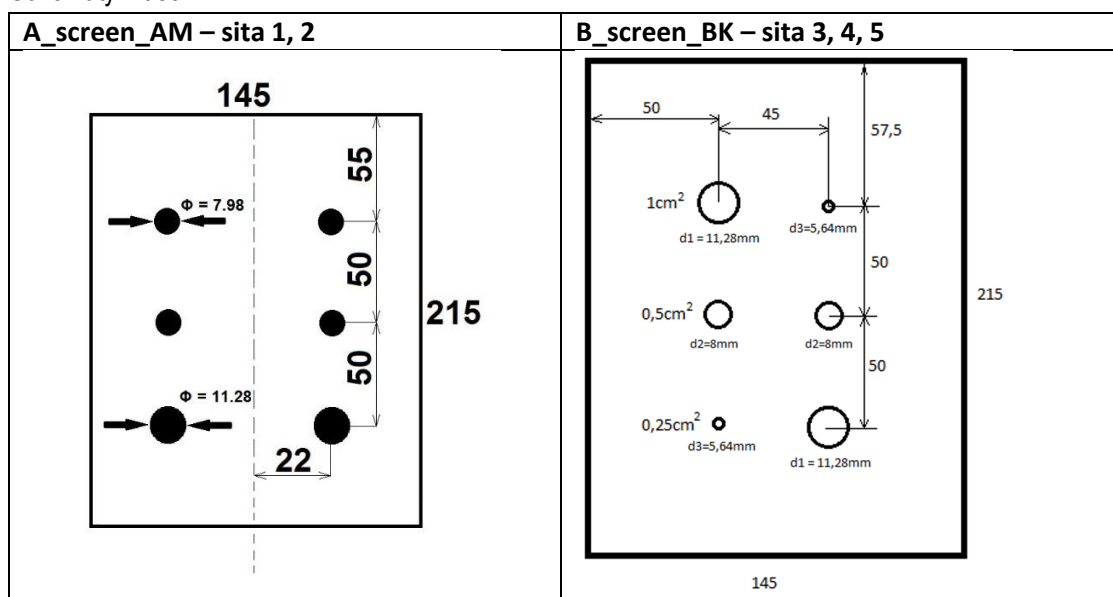 A_screen_AM – sita 1, 2
B_screen_BK – sita 3, 4, 5
145
55
Φ = 7.98
50
215
50
Φ = 11.28
22
50
45
57,5
1cm²
d1 = 11,28mm
d3=5,64mm
50
215
0,5cm²
d2=8mm
d2=8mm
50
0,25cm²
d3=5,64mm
d1 = 11,28mm
145